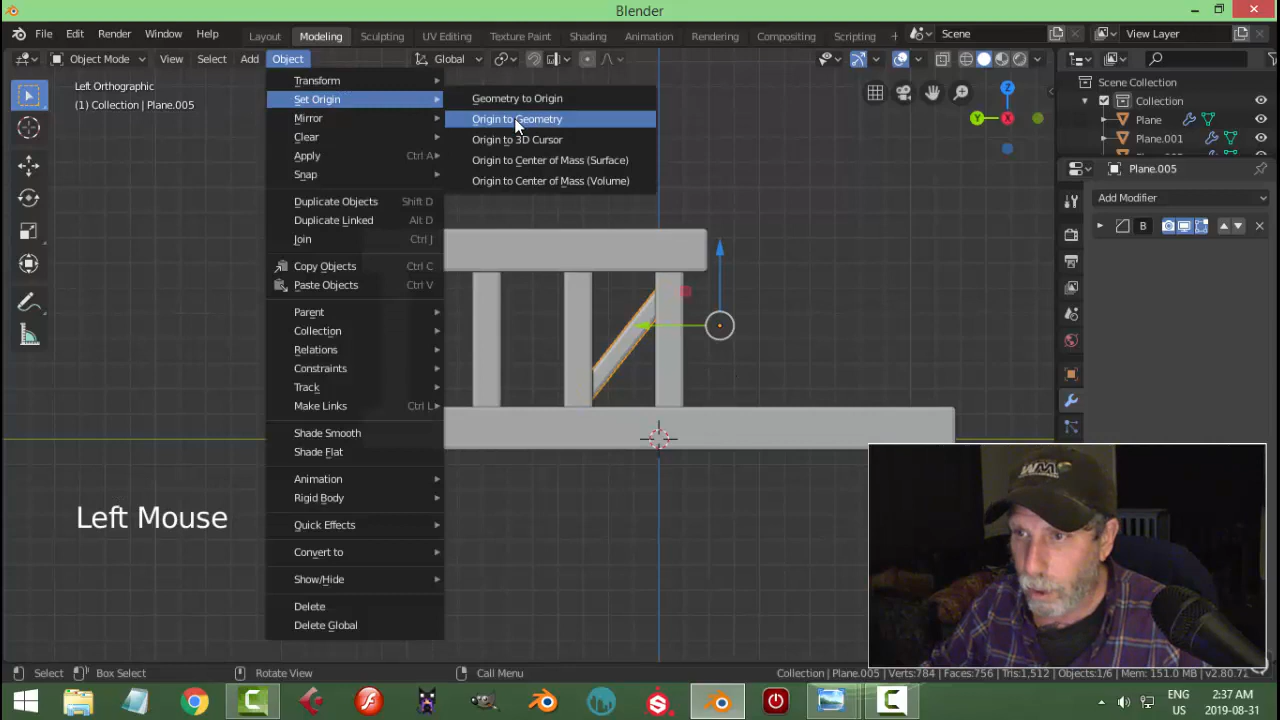 Blender
File Edit Render Window Help
Layout Modeling Sculpting UV Editing Texture Paint Shading Animation Rendering Compositing Scripting +
Scene
View Layer
Object Mode View Select Add Object Global
Left Orthographic
(1) Collection | Plane.005
Transform
Set Origin
Mirror
Clear
Apply Ctrl A
Snap
Duplicate Objects Shift D
Duplicate Linked Alt D
Join Ctrl J
Copy Objects Ctrl C
Paste Objects Ctrl V
Parent
Collection
Relations
Constraints
Track
Make Links Ctrl L
Shade Smooth
Shade Flat
Animation
Rigid Body
Quick Effects
Convert to
Show/Hide
Delete
Delete Global
Geometry to Origin
Origin to Geometry
Origin to 3D Cursor
Origin to Center of Mass (Surface)
Origin to Center of Mass (Volume)
Z
Y
X
Scene Collection
Collection
Plane
Plane.001
Plane.005
Add Modifier
B
Left Mouse
WM
Select Box Select Rotate View Call Menu
Collection | Plane.005 | Verts:784 | Faces:756 | Tris:1,512 | Objects:1/6 | Mem: 151.0 MB | v2.80.71
ENG
US
2:37 AM
2019-08-31